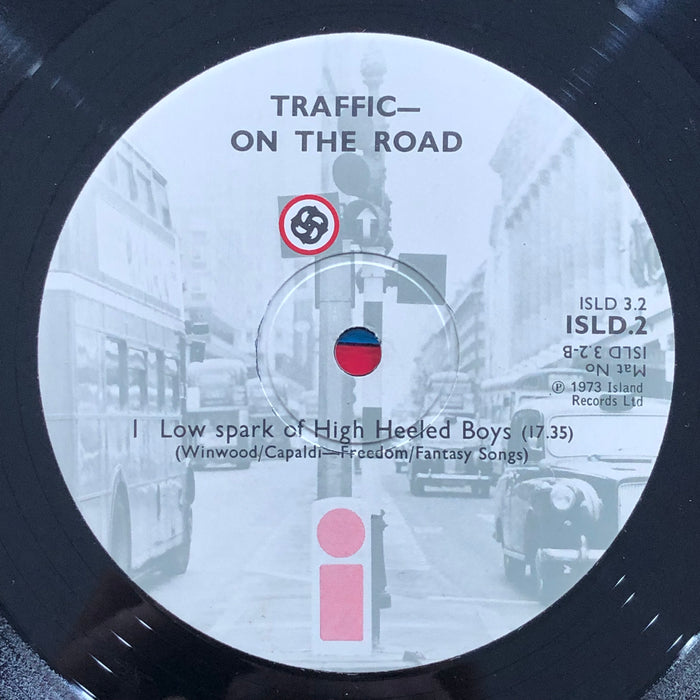 TRAFFIC—
ON THE ROAD
ISLD 3.2
ISLD.2
Mat No
ISLD 3.2-B
℗ 1973 Island
Records Ltd
1 Low spark of High Heeled Boys (17.35)
(Winwood/Capaldi—Freedom/Fantasy Songs)
i